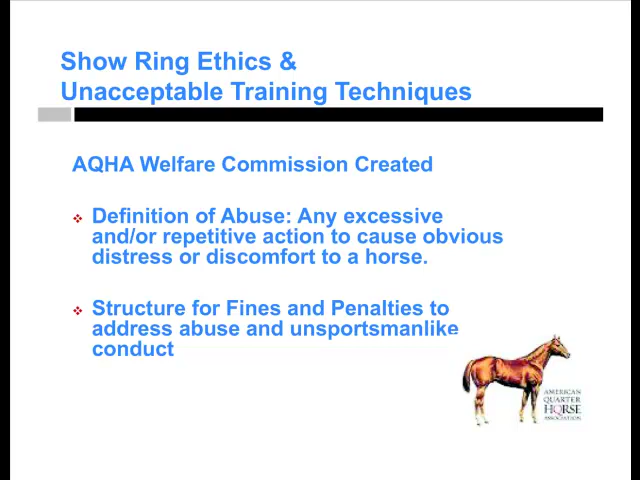 Show Ring Ethics &
Unacceptable Training Techniques
AQHA Welfare Commission Created
Definition of Abuse: Any excessive
and/or repetitive action to cause obvious
distress or discomfort to a horse.
Structure for Fines and Penalties to
address abuse and unsportsmanlike
conduct
AMERICAN
QUARTER
HORSE
ASSOCIATION